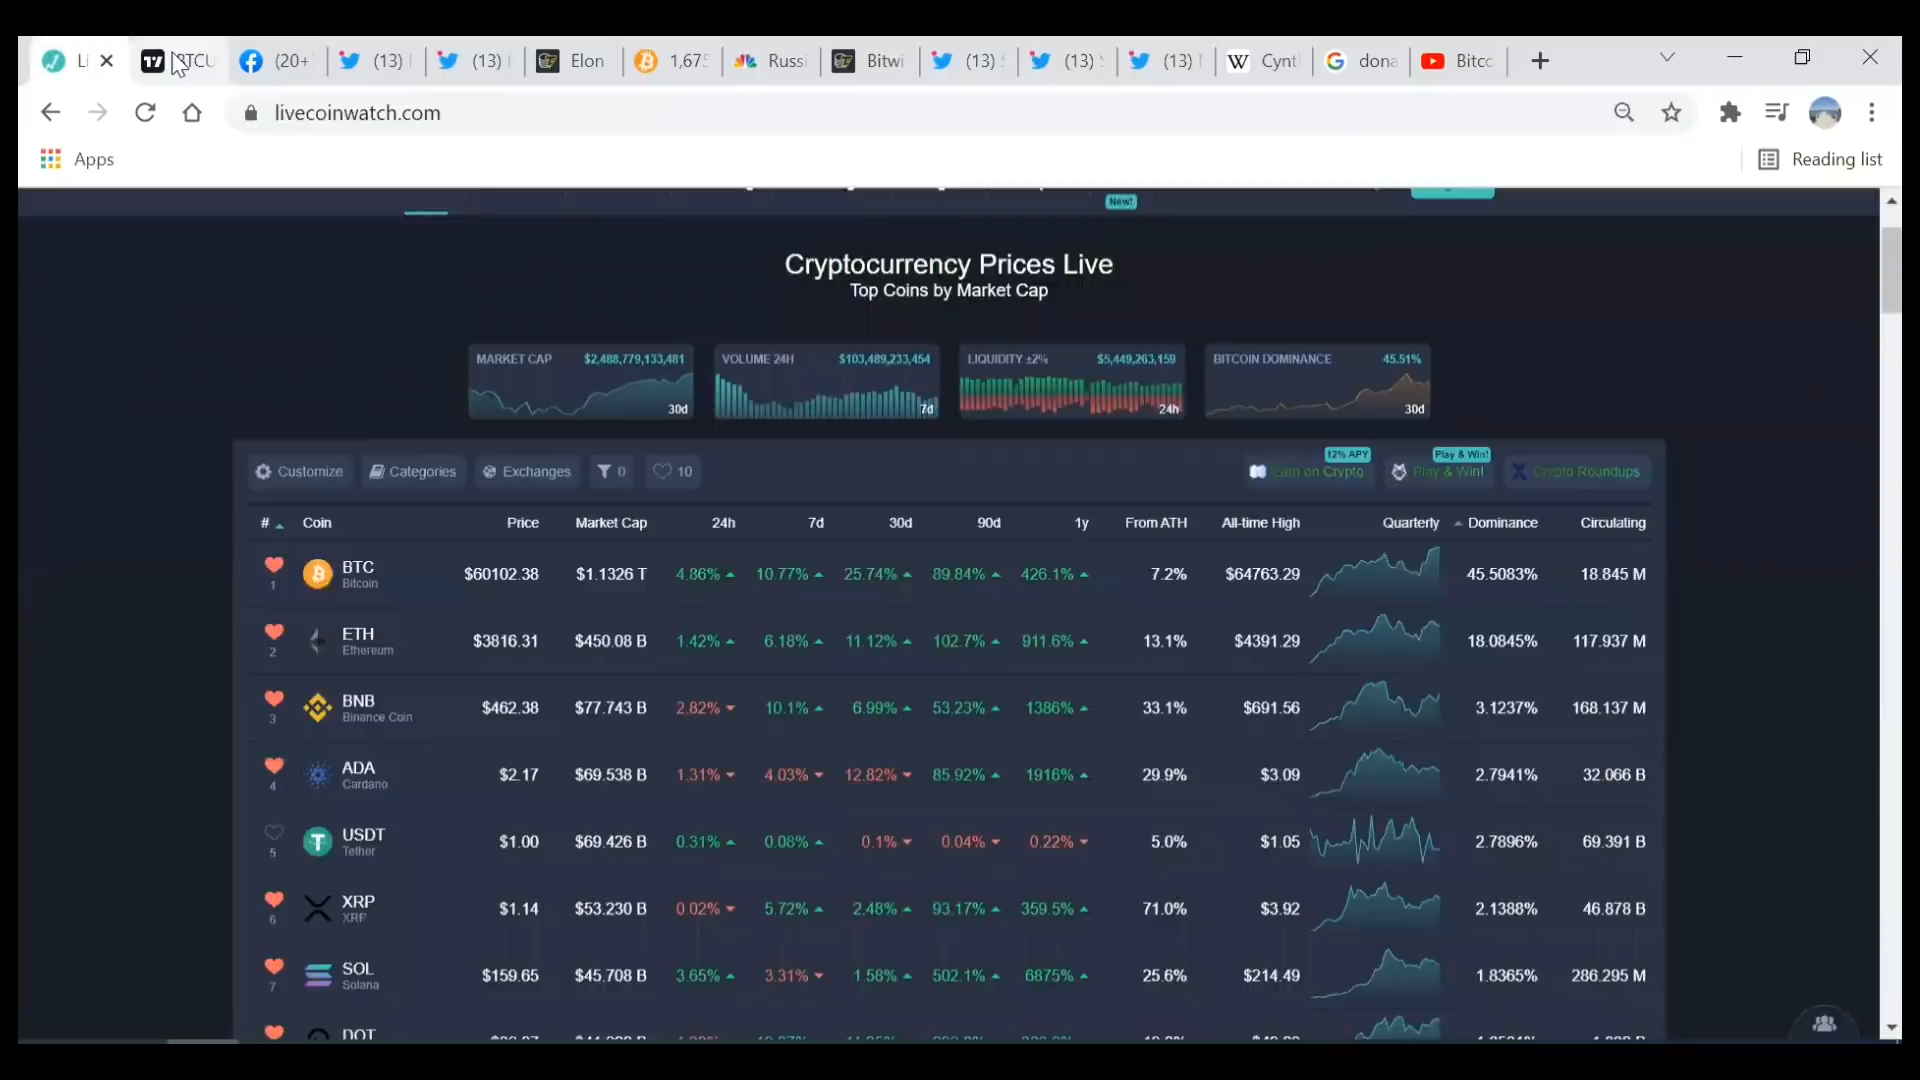 Li BTCU (20+ (13) (13) Elon 1,675 Russi Bitwi (13) (13) (13) Cynt dona Bitcc
livecoinwatch.com
Apps Reading list
New!
Cryptocurrency Prices Live
Top Coins by Market Cap
MARKET CAP $2,488,779,133,481 VOLUME 24H $103,489,233,454 LIQUIDITY ±2% $5,449,263,159 BITCOIN DOMINANCE 45.51%
30d 7d 24h 30d
12% APY Play & Win!
Customize Categories Exchanges 0 10 Earn on Crypto Play & Win! Crypto Roundups
# Coin Price Market Cap 24h 7d 30d 90d 1y From ATH All-time High Quarterly Dominance Circulating
1 BTC Bitcoin $60102.38 $1.1326 T 4.86% 10.77% 25.74% 89.84% 426.1% 7.2% $64763.29 45.5083% 18.845 M
2 ETH Ethereum $3816.31 $450.08 B 1.42% 6.18% 11.12% 102.7% 911.6% 13.1% $4391.29 18.0845% 117.937 M
3 BNB Binance Coin $462.38 $77.743 B 2.82% 10.1% 6.99% 53.23% 1386% 33.1% $691.56 3.1237% 168.137 M
4 ADA Cardano $2.17 $69.538 B 1.31% 4.03% 12.82% 85.92% 1916% 29.9% $3.09 2.7941% 32.066 B
5 USDT Tether $1.00 $69.426 B 0.31% 0.08% 0.1% 0.04% 0.22% 5.0% $1.05 2.7896% 69.391 B
6 XRP XRP $1.14 $53.230 B 0.02% 5.72% 2.48% 93.17% 359.5% 71.0% $3.92 2.1388% 46.878 B
7 SOL Solana $159.65 $45.708 B 3.65% 3.31% 1.58% 502.1% 6875% 25.6% $214.49 1.8365% 286.295 M
DOT